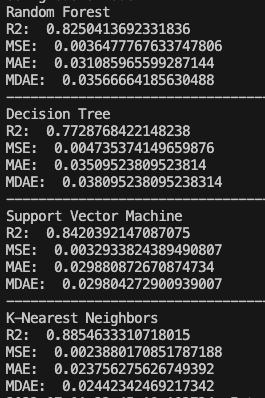 Random Forest
R2:  0.8250413692331836
MSE:  0.0036477767633747806
MAE:  0.031085965599287144
MDAE:  0.03566664185630488
Decision Tree
R2:  0.7728768422148238
MSE:  0.004735374149659876
MAE:  0.03509523809523814
MDAE:  0.038095238095238314
Support Vector Machine
R2:  0.8420392147087075
MSE:  0.0032933824389490807
MAE:  0.029880872670874734
MDAE:  0.029804272900939007
K-Nearest Neighbors
R2:  0.8854633310718015
MSE:  0.0023880170851787188
MAE:  0.023756275626749392
MDAE:  0.02442342469217342